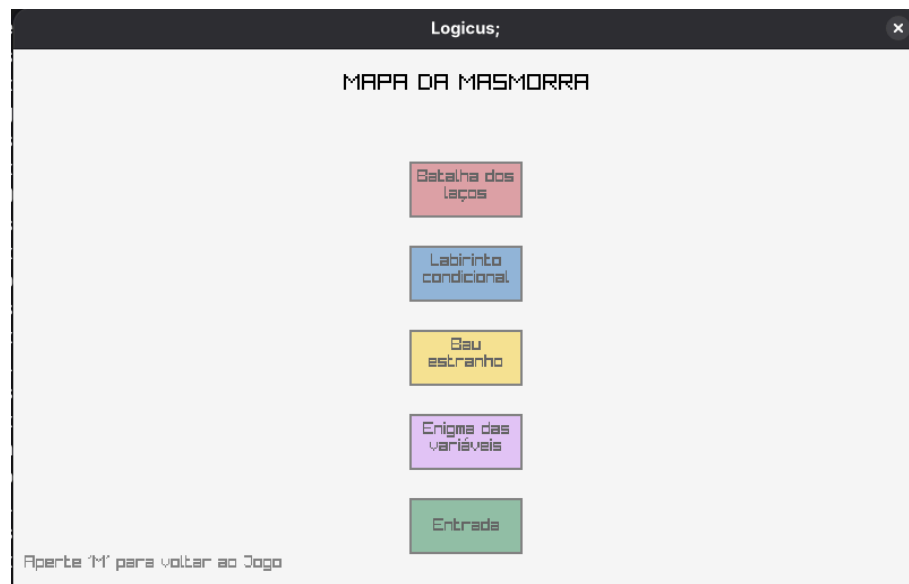 Logicus;
MAPA DA MASMORRA
Batalha dos
laços
Labirinto
condicional
Bau
estranho
Enigma das
variáveis
Entrada
Aperte 'M' para voltar ao Jogo